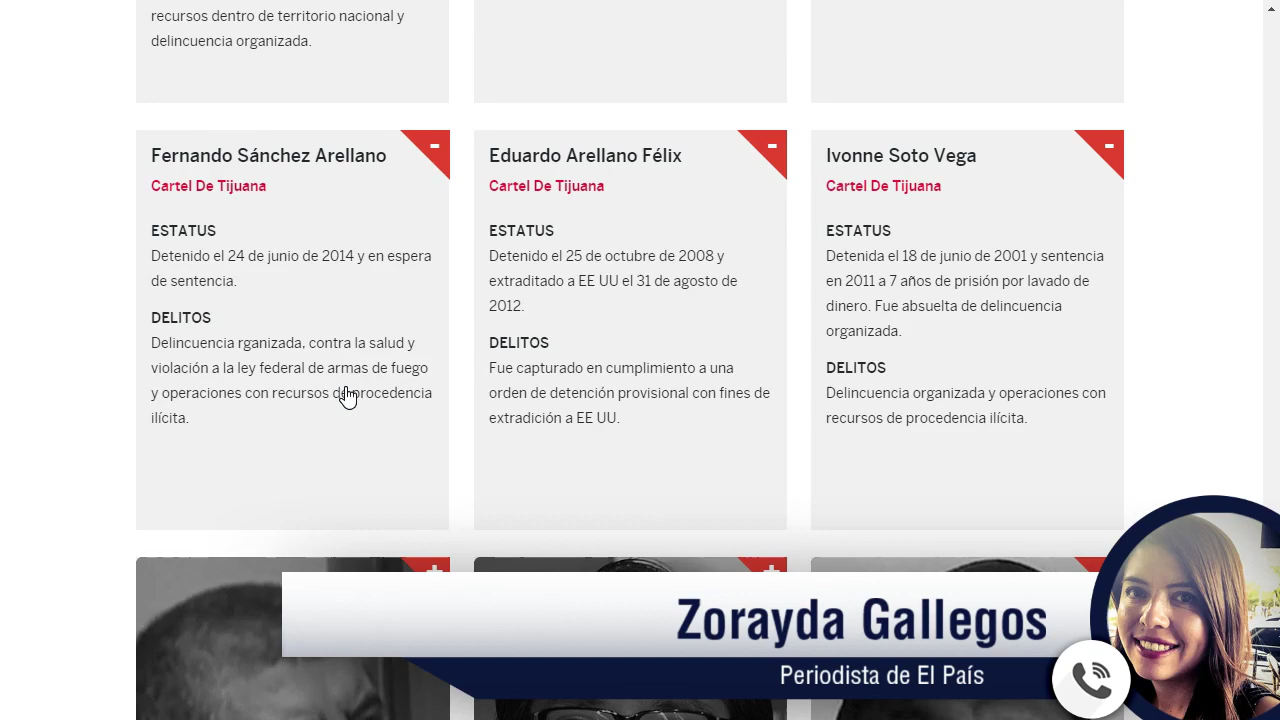 recursos dentro de territorio nacional y
delincuencia organizada.
Fernando Sánchez Arellano
Cartel De Tijuana
ESTATUS
Detenido el 24 de junio de 2014 y en espera
de sentencia.
DELITOS
Delincuencia rganizada, contra la salud y
violación a la ley federal de armas de fuego
y operaciones con recursos de procedencia
ilícita.
Eduardo Arellano Félix
Cartel De Tijuana
ESTATUS
Detenido el 25 de octubre de 2008 y
extraditado a EE UU el 31 de agosto de
2012.
DELITOS
Fue capturado en cumplimiento a una
orden de detención provisional con fines de
extradición a EE UU.
Ivonne Soto Vega
Cartel De Tijuana
ESTATUS
Detenida el 18 de junio de 2001 y sentencia
en 2011 a 7 años de prisión por lavado de
dinero. Fue absuelta de delincuencia
organizada.
DELITOS
Delincuencia organizada y operaciones con
recursos de procedencia ilícita.
Zorayda Gallegos
Periodista de El País